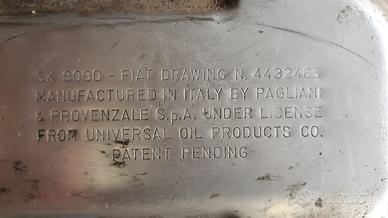 SK 9090 - FIAT DRAWING N. 4432465
MANUFACTURED IN ITALY BY PAGLIANI
& PROVENZALE S.p.A. UNDER LICENSE
FROM UNIVERSAL OIL PRODUCTS CO.
PATENT PENDING
subito